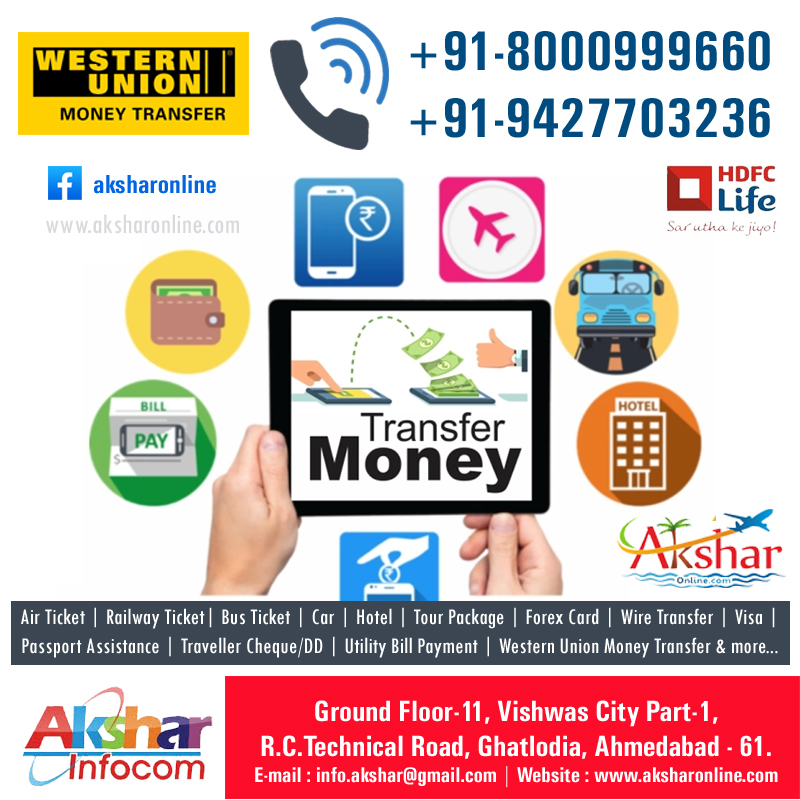 WESTERN
UNION
MONEY TRANSFER
+91-8000999660
+91-9427703236
aksharonline
www.aksharonline.com
HDFC
Life
Sar utha ke jiyo!
₹
BILL
PAY
$
HOTEL
Transfer
Money
₹
Akshar
Online.com
Air Ticket | Railway Ticket| Bus Ticket | Car | Hotel | Tour Package | Forex Card | Wire Transfer | Visa |
Passport Assistance | Traveller Cheque/DD | Utility Bill Payment | Western Union Money Transfer & more...
Akshar
Infocom
Ground Floor-11, Vishwas City Part-1,
R.C.Technical Road, Ghatlodia, Ahmedabad - 61.
E-mail : info.akshar@gmail.com | Website : www.aksharonline.com